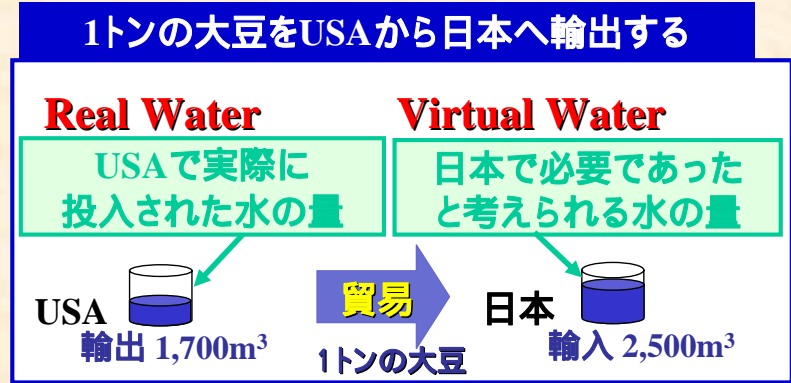 1トンの大豆をUSAから日本へ輸出する
Real Water
Virtual Water
USAで実際に
投入された水の量
日本で必要であった
と考えられる水の量
USA
輸出 1,700m³
貿易
1トンの大豆
日本
輸入 2,500m³